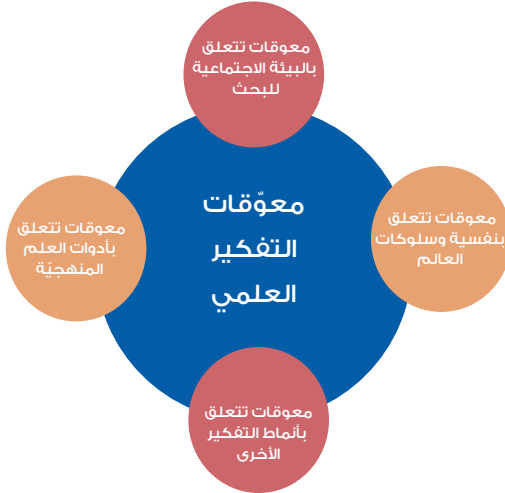 معوقات تتعلق
بالبيئة الاجتماعية
للبحث
معوّقات
التفكير
العلمي
معوقات تتعلق
بنفسية وسلوكات
العالم
معوقات تتعلق
بأدوات العلم
المنهجيّة
معوقات تتعلق
بأنماط التفكير
الأخرى